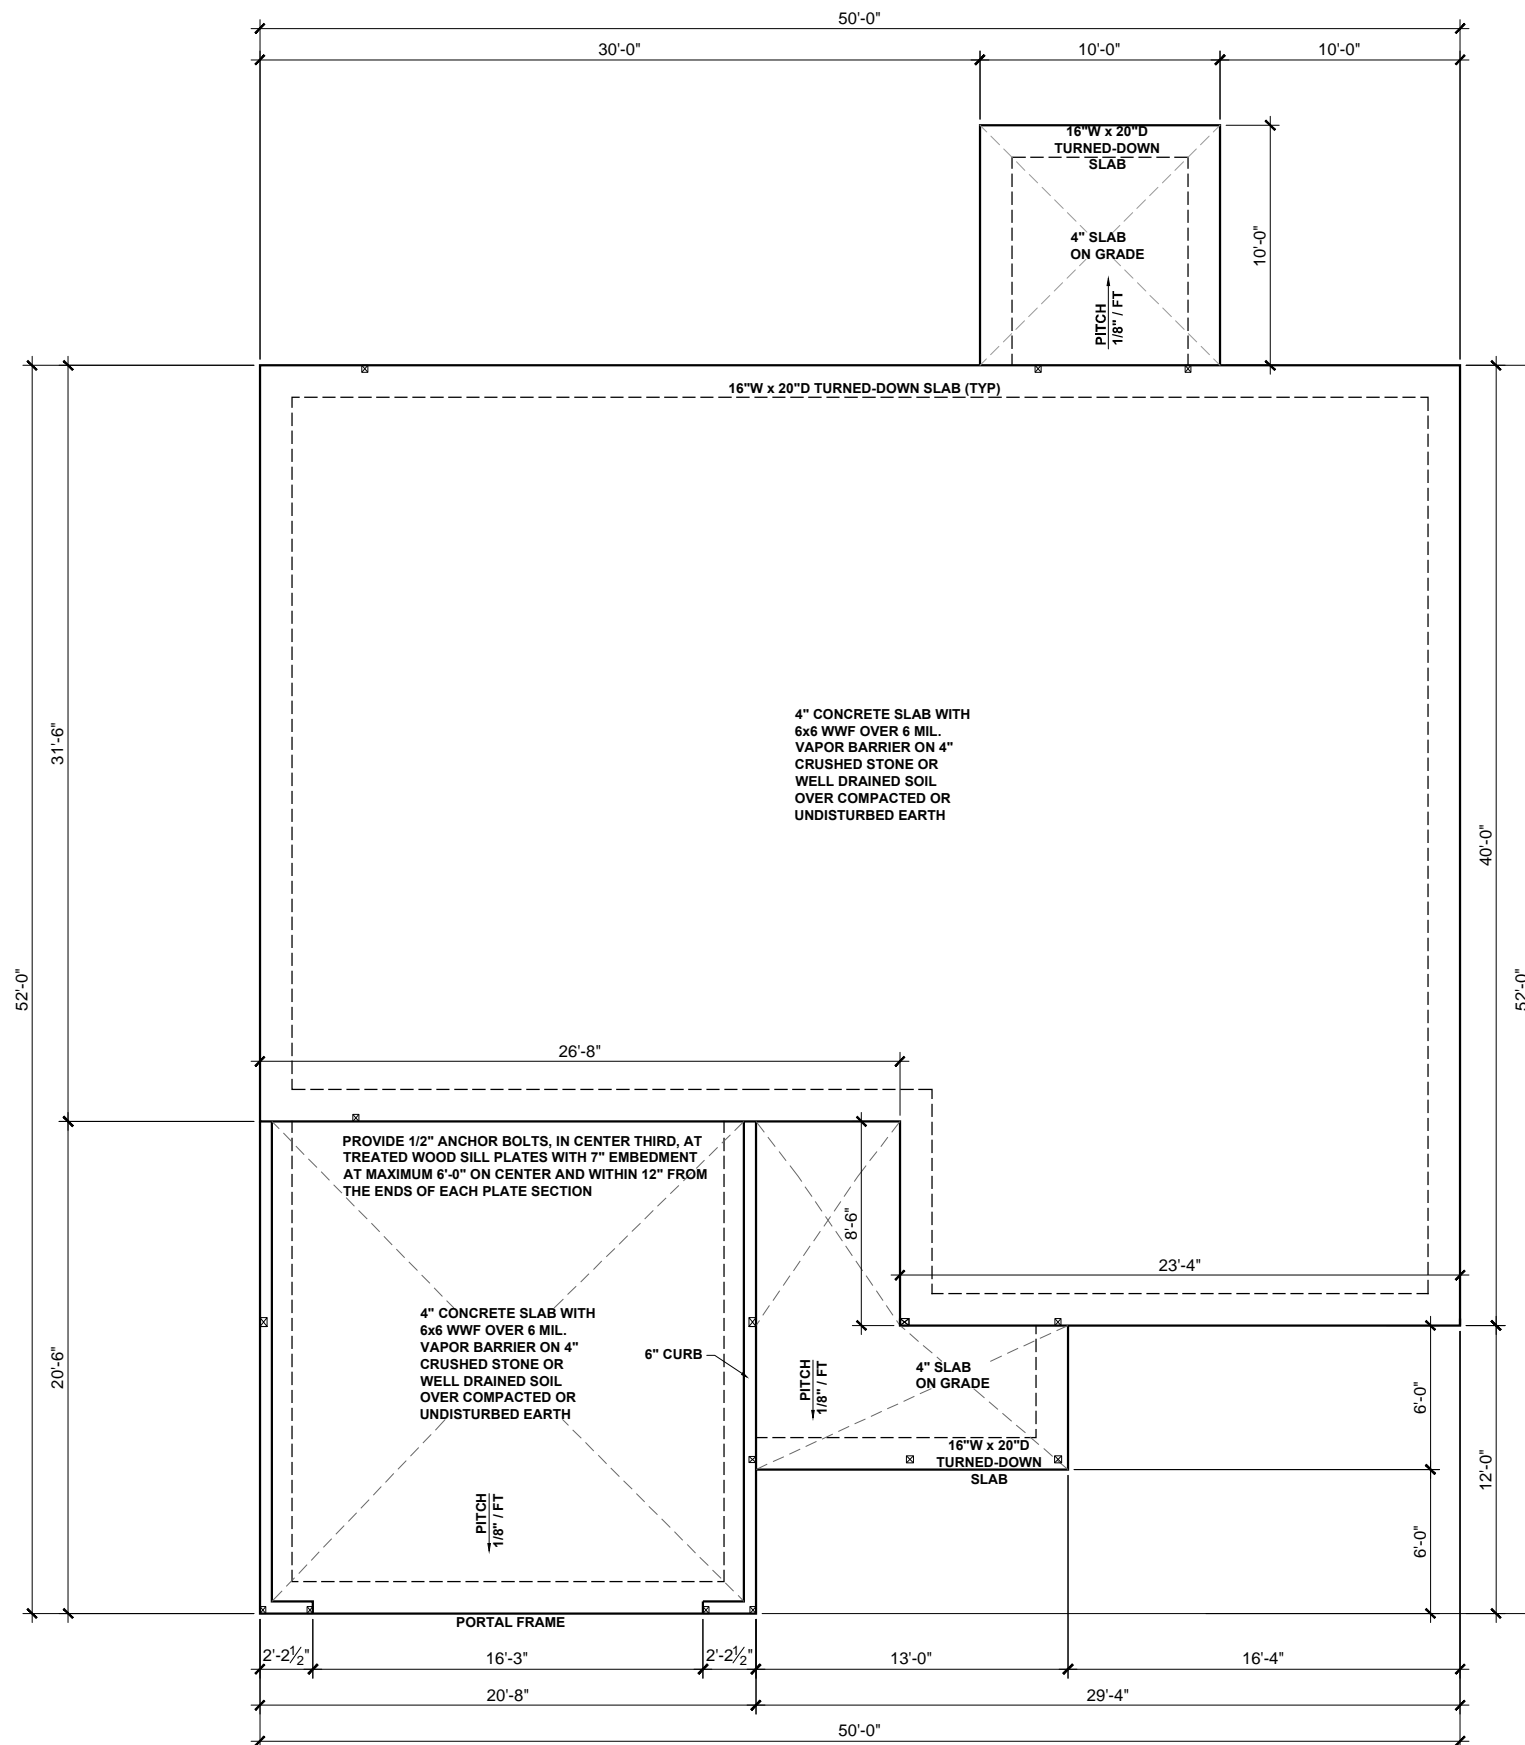 50'-0"
30'-0"
10'-0"
10'-0"
16"W x 20"D
TURNED-DOWN
SLAB
4" SLAB
ON GRADE
10'-0"
PITCH
1/8" / FT
16"W x 20"D TURNED-DOWN SLAB (TYP)
31'-6"
4" CONCRETE SLAB WITH
6x6 WWF OVER 6 MIL.
VAPOR BARRIER ON 4"
CRUSHED STONE OR
WELL DRAINED SOIL
OVER COMPACTED OR
UNDISTURBED EARTH
40'-0"
52'-0"
52'-0"
26'-8"
PROVIDE 1/2" ANCHOR BOLTS, IN CENTER THIRD, AT
TREATED WOOD SILL PLATES WITH 7" EMBEDMENT
AT MAXIMUM 6'-0" ON CENTER AND WITHIN 12" FROM
THE ENDS OF EACH PLATE SECTION
8'-6"
23'-4"
20'-6"
4" CONCRETE SLAB WITH
6x6 WWF OVER 6 MIL.
VAPOR BARRIER ON 4"
CRUSHED STONE OR
WELL DRAINED SOIL
OVER COMPACTED OR
UNDISTURBED EARTH
6" CURB
PITCH
1/8" / FT
4" SLAB
ON GRADE
6'-0"
16"W x 20"D
TURNED-DOWN
SLAB
12'-0"
PITCH
1/8" / FT
6'-0"
PORTAL FRAME
2'-2½"
16'-3"
2'-2½"
13'-0"
16'-4"
20'-8"
29'-4"
50'-0"